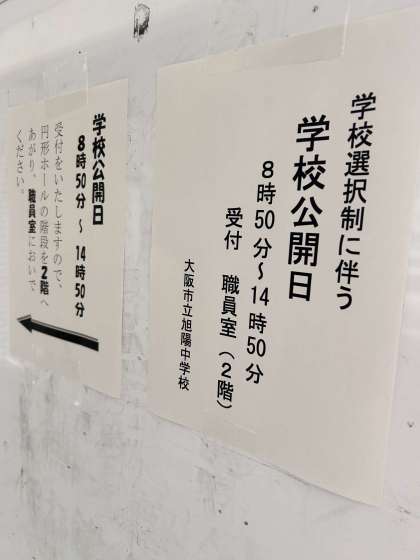 学校選択制に伴う
学校公開日
8時50分～14時50分
受付　職員室（2階）
大阪市立旭陽中学校
学校公開日
8時50分～14時50分
受付をいたしますので、
円形ホールの階段を2階へ
あがり、職員室においで
ください。